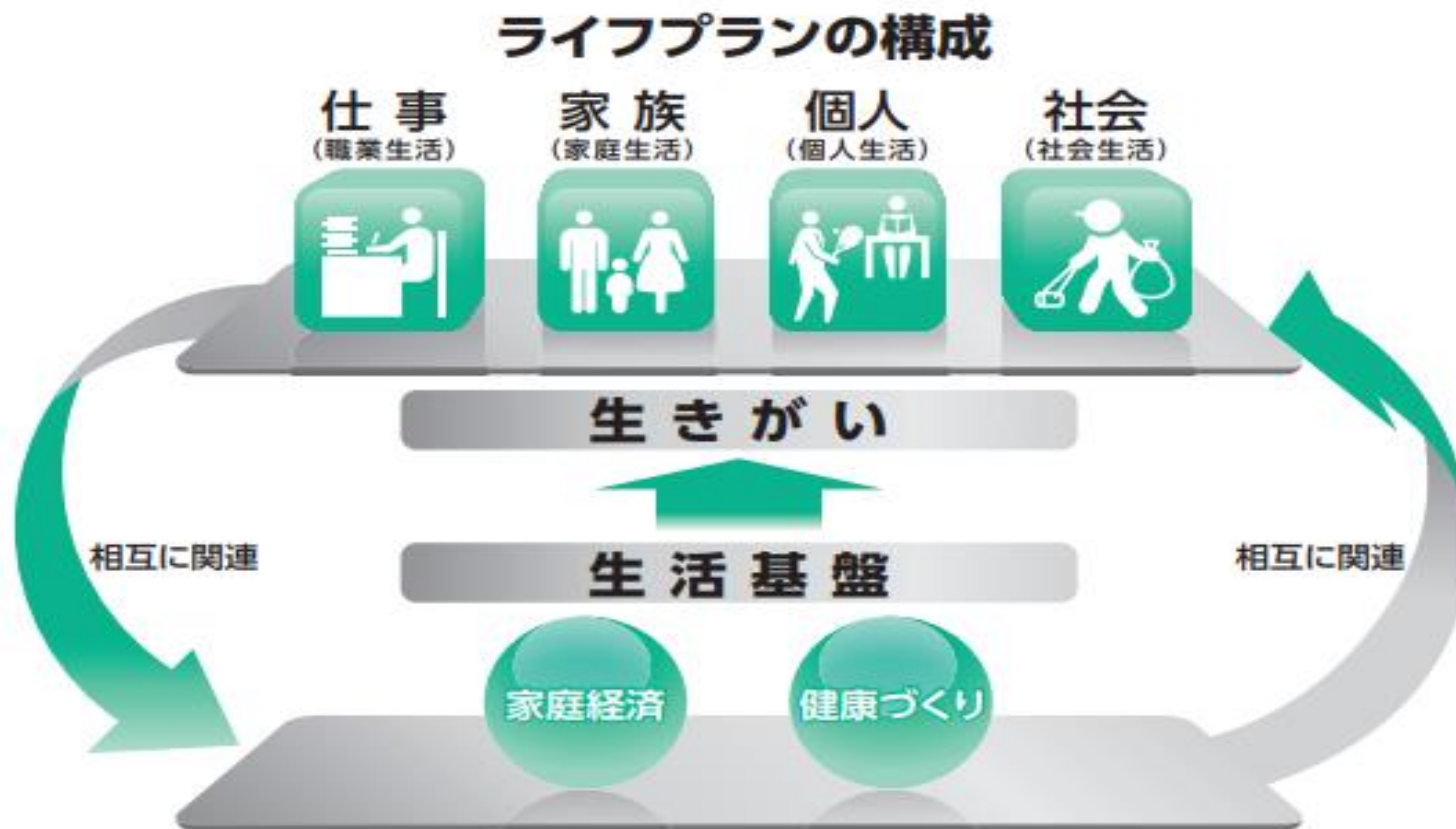 ライフプランの構成
仕事 家族 個人 社会
（職業生活） （家庭生活） （個人生活） （社会生活）
生きがい
相互に関連 相互に関連
生活基盤
家庭経済 健康づくり